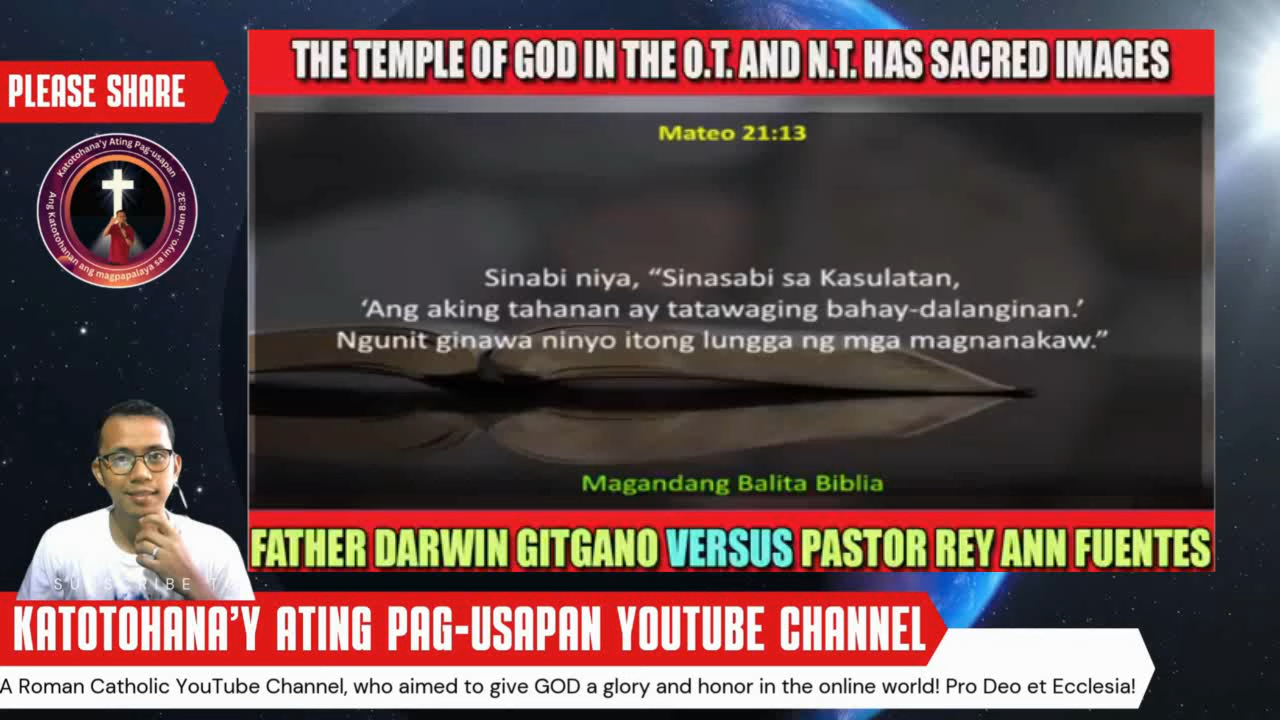 THE TEMPLE OF GOD IN THE O.T. AND N.T. HAS SACRED IMAGES
PLEASE SHARE
Katotohana'y Ating Pag-usapan
Ang Katotohanan ang magpapalaya sa inyo. Juan 8:32
Mateo 21:13
Sinabi niya, “Sinasabi sa Kasulatan,
‘Ang aking tahanan ay tatawaging bahay-dalanginan.’
Ngunit ginawa ninyo itong lungga ng mga magnanakaw.”
Magandang Balita Biblia
FATHER DARWIN GITGANO VERSUS PASTOR REY ANN FUENTES
SUBSCRIBE
KATOTOHANA’Y ATING PAG-USAPAN YOUTUBE CHANNEL
A Roman Catholic YouTube Channel, who aimed to give GOD a glory and honor in the online world! Pro Deo et Ecclesia!